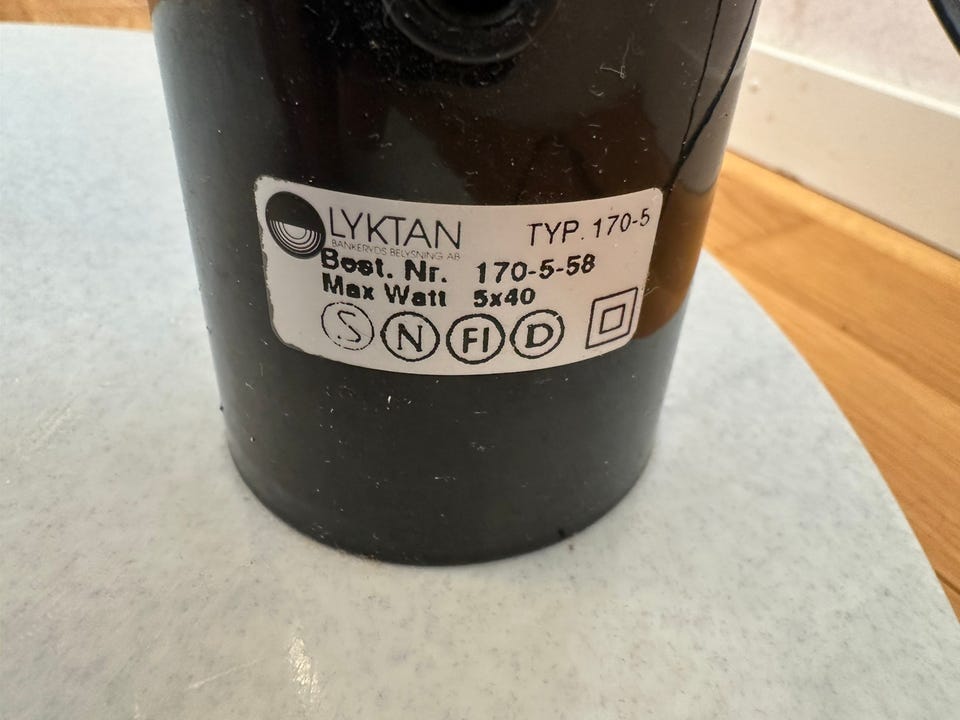 LYKTAN TYP. 170-5
BANKERYDS BELYSNING AB
Best. Nr. 170-5-58
Max Watt 5x40
S N FI D